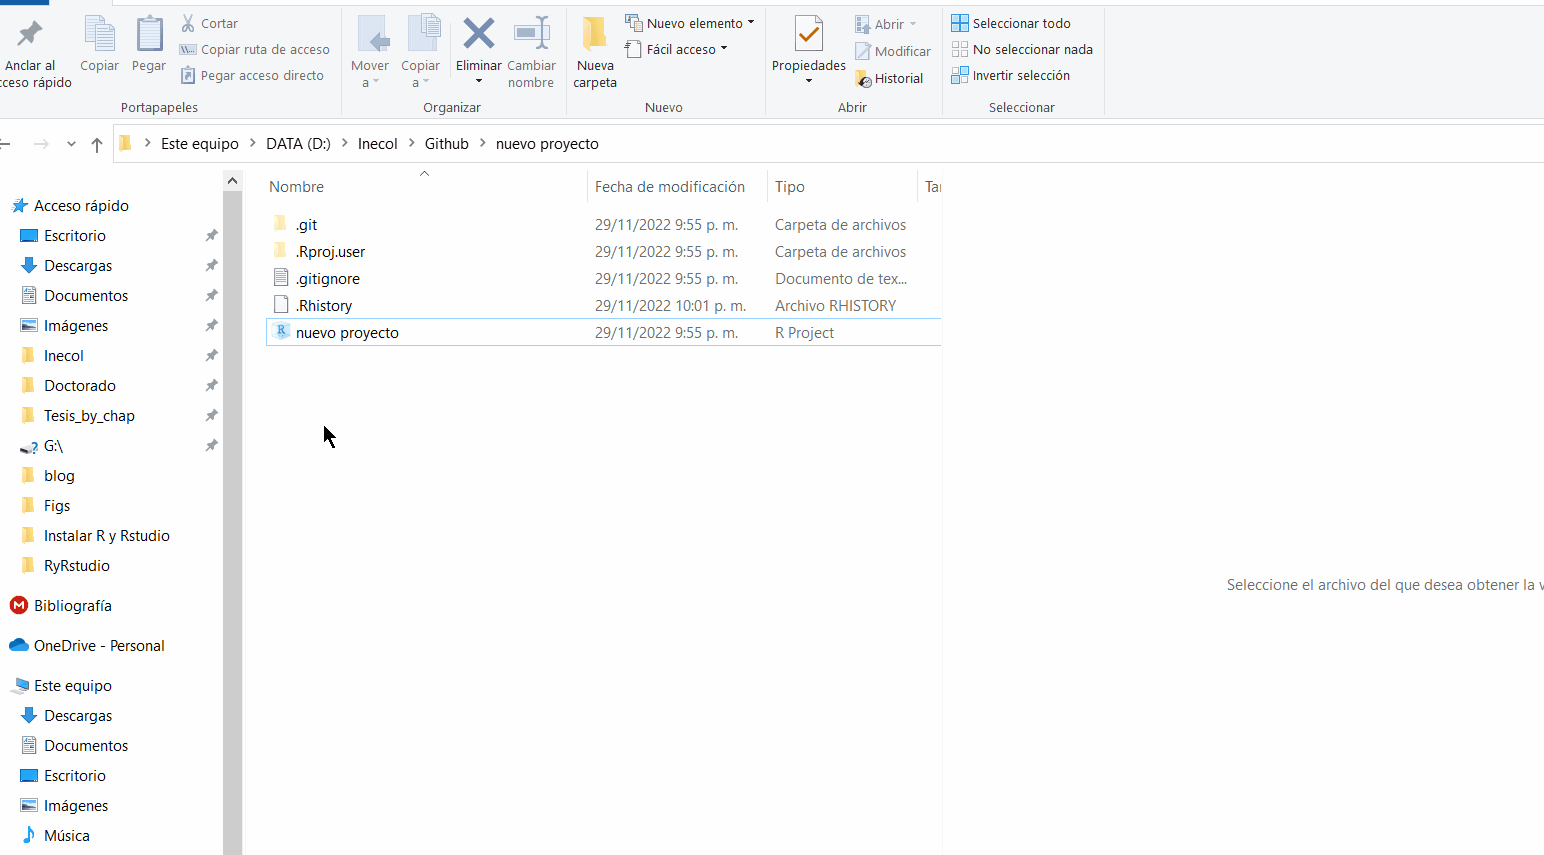 Anclar al
ceso rápido
Copiar
Pegar
Cortar
Copiar ruta de acceso
Pegar acceso directo
Portapapeles
Mover
a
Copiar
a
Eliminar
Cambiar
nombre
Organizar
Nueva
carpeta
Nuevo elemento
Fácil acceso
Nuevo
Propiedades
Abrir
Modificar
Historial
Abrir
Seleccionar todo
No seleccionar nada
Invertir selección
Seleccionar
Este equipo > DATA (D:) > Inecol > Github > nuevo proyecto
Nombre Fecha de modificación Tipo Ta
.git 29/11/2022 9:55 p. m. Carpeta de archivos
.Rproj.user 29/11/2022 9:55 p. m. Carpeta de archivos
.gitignore 29/11/2022 9:55 p. m. Documento de tex...
.Rhistory 29/11/2022 10:01 p. m. Archivo RHISTORY
nuevo proyecto 29/11/2022 9:55 p. m. R Project
Acceso rápido
Escritorio
Descargas
Documentos
Imágenes
Inecol
Doctorado
Tesis_by_chap
G:\
blog
Figs
Instalar R y Rstudio
RyRstudio
Bibliografía
OneDrive - Personal
Este equipo
Descargas
Documentos
Escritorio
Imágenes
Música
Seleccione el archivo del que desea obtener la v